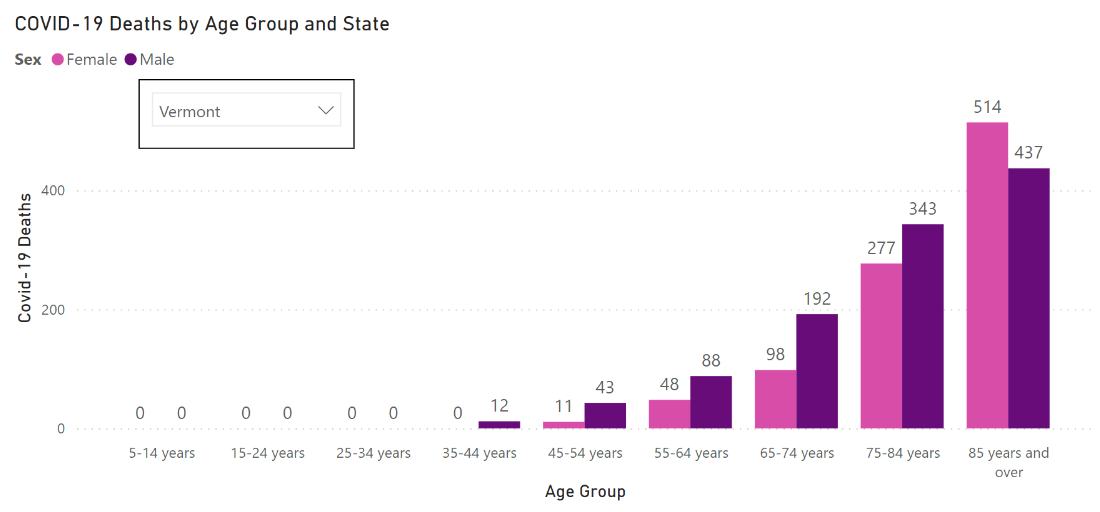 COVID-19 Deaths by Age Group and State
Sex Female Male
Vermont
514
437
400
343
277
Covid-19 Deaths
200
192
98
88
48
43
11
12
0
0 0 0 0 0 0 0
5-14 years 15-24 years 25-34 years 35-44 years 45-54 years 55-64 years 65-74 years 75-84 years 85 years and
over
Age Group